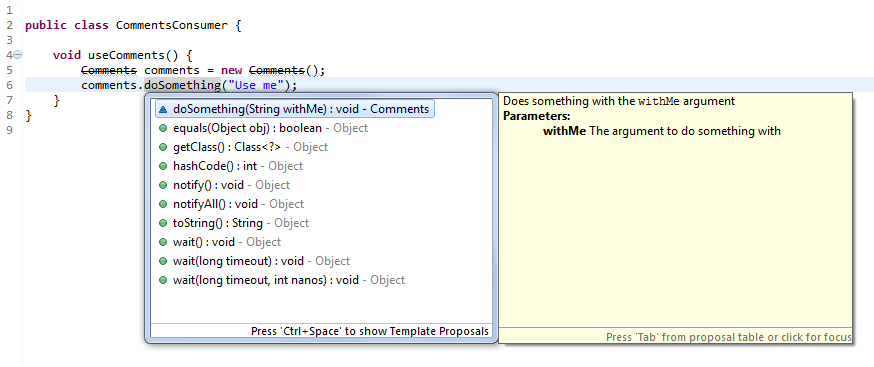 1
2 public class CommentsConsumer {
3
4 void useComments() {
5 Comments comments = new Comments();
6 comments.doSomething("Use me");
7 }
8 }
9
doSomething(String withMe) : void - Comments
equals(Object obj) : boolean - Object
getClass() : Class<?> - Object
hashCode() : int - Object
notify() : void - Object
notifyAll() : void - Object
toString() : String - Object
wait() : void - Object
wait(long timeout) : void - Object
wait(long timeout, int nanos) : void - Object
Press 'Ctrl+Space' to show Template Proposals
Does something with the withMe argument
Parameters:
withMe The argument to do something with
Press 'Tab' from proposal table or click for focus